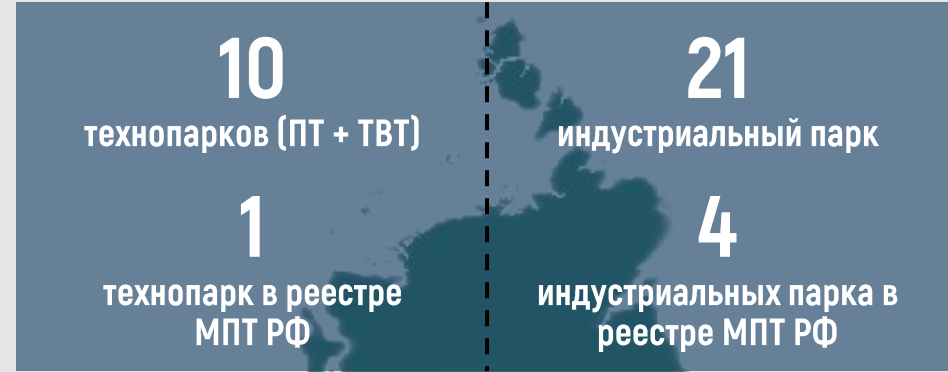 10
технопарков (ПТ + ТВТ)
1
технопарк в реестре
МПТ РФ
21
индустриальный парк
4
индустриальных парка в
реестре МПТ РФ